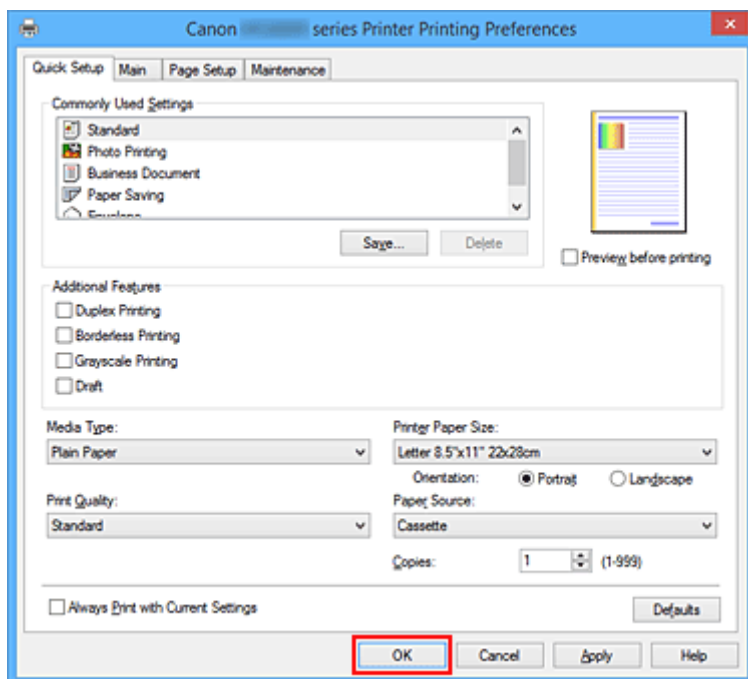 Canon series Printer Printing Preferences
Quick Setup Main Page Setup Maintenance
Commonly Used Settings
Standard
Photo Printing
Business Document
Paper Saving
Envelope
Save... Delete
Preview before printing
Additional Features
Duplex Printing
Borderless Printing
Grayscale Printing
Draft
Media Type: Printer Paper Size:
Plain Paper Letter 8.5"x11" 22x28cm
Orientation: Portrait Landscape
Print Quality: Paper Source:
Standard Cassette
Copies: 1 (1-999)
Always Print with Current Settings Defaults
OK Cancel Apply Help